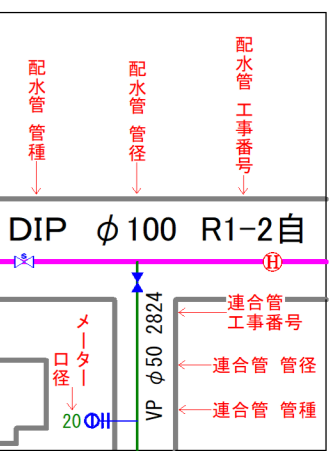 配水管 管種
配水管 管径
配水管 工事番号
DIP φ100 R1-2自
S
H
連合管
工事番号
メーター
口径
VP φ50 2824
連合管 管径
連合管 管種
20